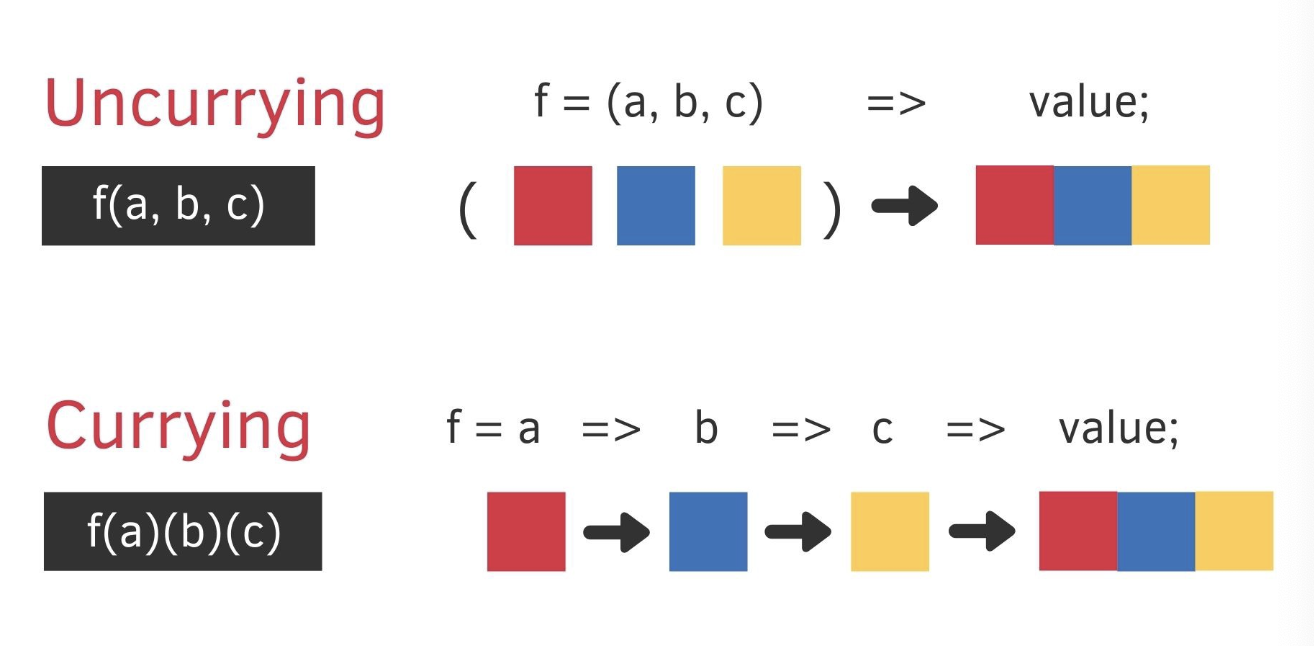 Uncurrying
f = (a, b, c) => value;
f(a, b, c)
( )
Currying
f = a => b => c => value;
f(a)(b)(c)